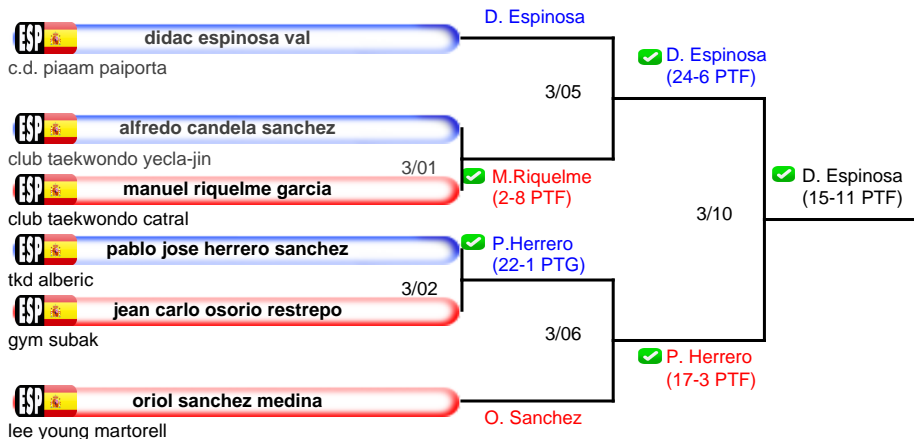 D. Espinosa
ESP didac espinosa val
c.d. piaam paiporta
D. Espinosa
(24-6 PTF)
3/05
ESP alfredo candela sanchez
club taekwondo yecla-jin
3/01
M.Riquelme
(2-8 PTF)
ESP manuel riquelme garcia
club taekwondo catral
D. Espinosa
(15-11 PTF)
3/10
ESP pablo jose herrero sanchez
tkd alberic
P.Herrero
(22-1 PTG)
3/02
ESP jean carlo osorio restrepo
gym subak
3/06
P. Herrero
(17-3 PTF)
ESP oriol sanchez medina
lee young martorell
O. Sanchez